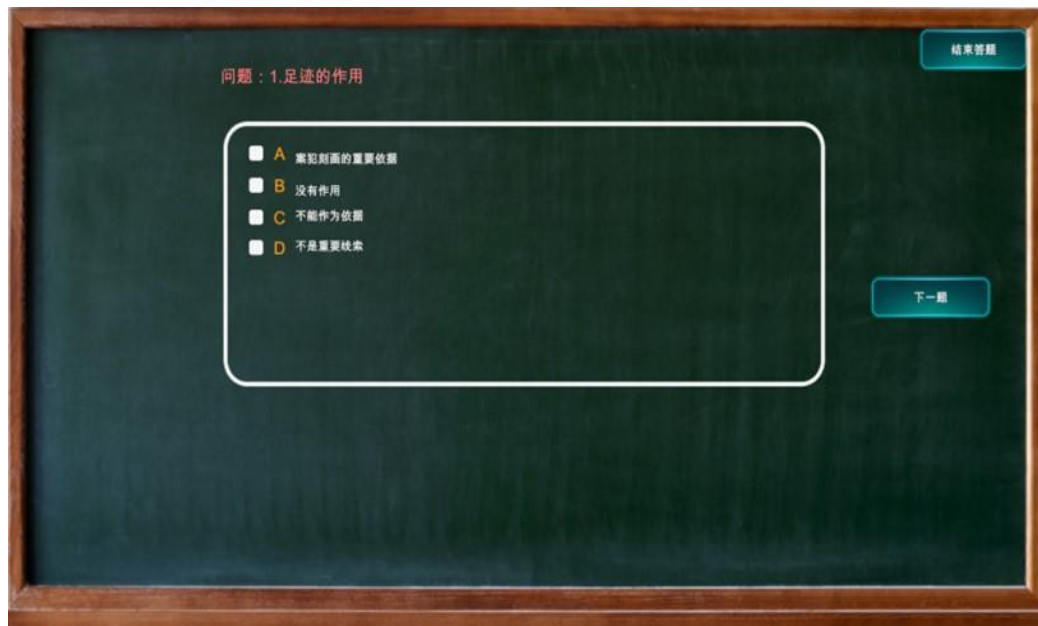 结束答题
问题：1.足迹的作用
A 案犯刻画的重要依据
B 没有作用
C 不能作为依据
D 不是重要线索
下一题